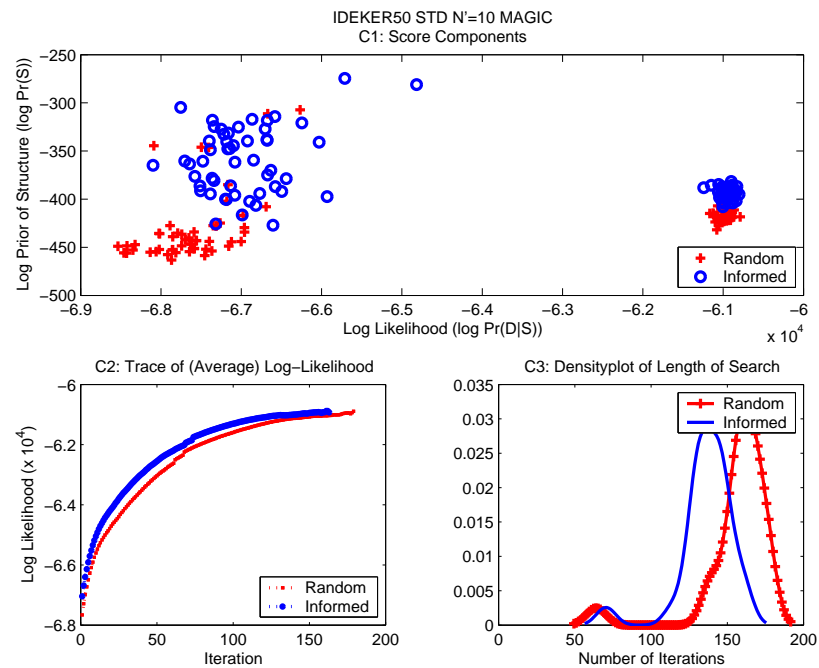 IDEKER50 STD N'=10 MAGIC
C1: Score Components
Log Prior of Structure (log Pr(S))
−250
−300
−350
−400
−450
−500
−6.9 −6.8 −6.7 −6.6 −6.5 −6.4 −6.3 −6.2 −6.1 −6
Log Likelihood (log Pr(D|S))
x 10^4
Random
Informed
C2: Trace of (Average) Log−Likelihood
Log Likelihood (x 10^4)
−6
−6.2
−6.4
−6.6
−6.8
0 50 100 150 200
Iteration
Random
Informed
C3: Densityplot of Length of Search
0.035
0.03
0.025
0.02
0.015
0.01
0.005
0
0 50 100 150 200
Number of Iterations
Random
Informed